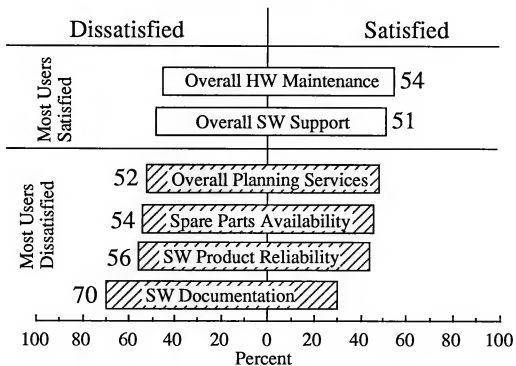 Dissatisfied Satisfied
Most Users
Satisfied
Overall HW Maintenance 54
Overall SW Support 51
Most Users
Dissatisfied
52 Overall Planning Services
54 Spare Parts Availability
56 SW Product Reliability
70 SW Documentation
100 80 60 40 20 0 20 40 60 80 100
Percent